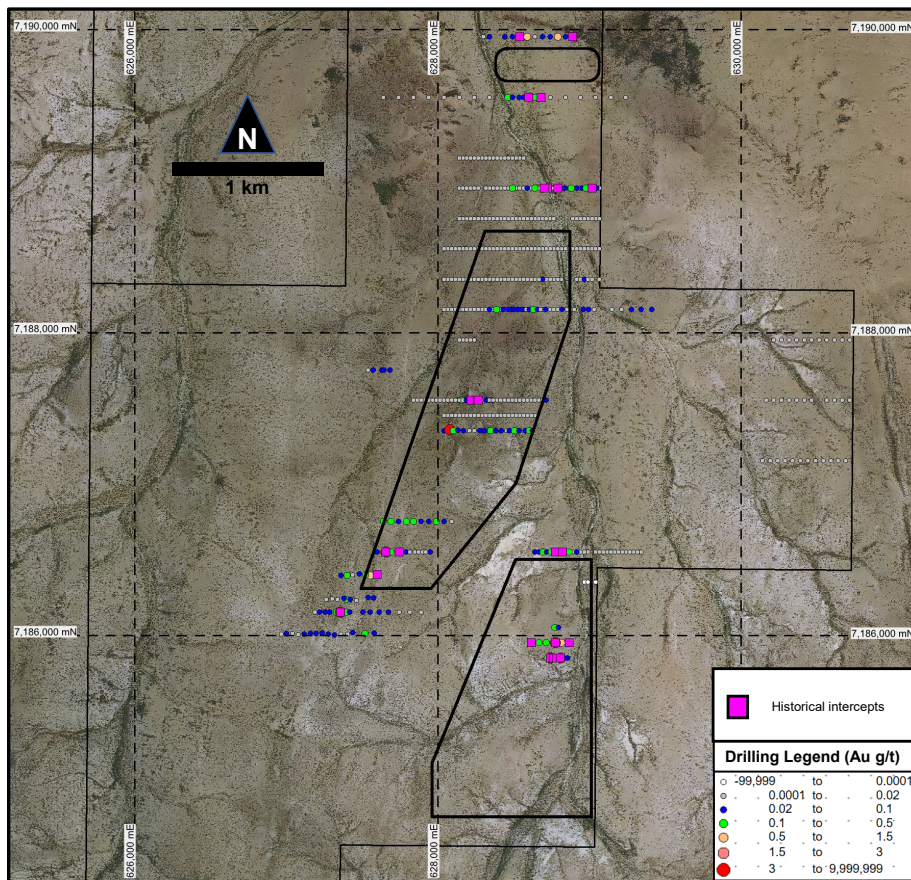 7,190,000 mN
626,000 mE
628,000 mE
630,000 mE
7,190,000 mN
N
1 km
7,188,000 mN
7,188,000 mN
7,186,000 mN
7,186,000 mN
626,000 mE
628,000 mE
Historical intercepts
Drilling Legend (Au g/t)
-99,999 to 0.0001
0.0001 to 0.02
0.02 to 0.1
0.1 to 0.5
0.5 to 1.5
1.5 to 3
3 to 9,999,999